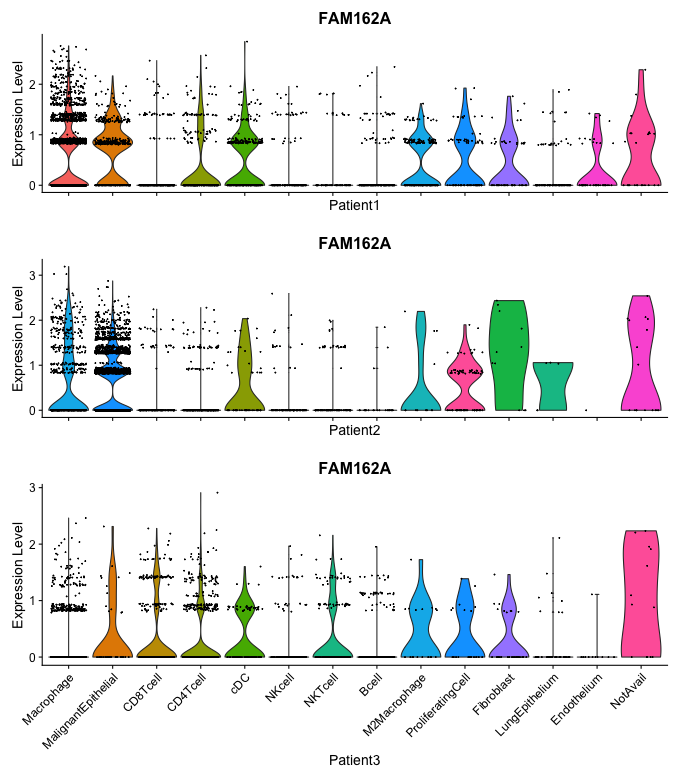 FAM162A
Expression Level
2
1
0
Patient1
FAM162A
Expression Level
3
2
1
0
Patient2
FAM162A
Expression Level
3
2
1
0
Macrophage
MalignantEpithelial
CD8Tcell
CD4Tcell
cDC
NKcell
NKTcell
Bcell
M2Macrophage
ProliferatingCell
Fibroblast
LungEpithelium
Endothelium
NotAvail
Patient3